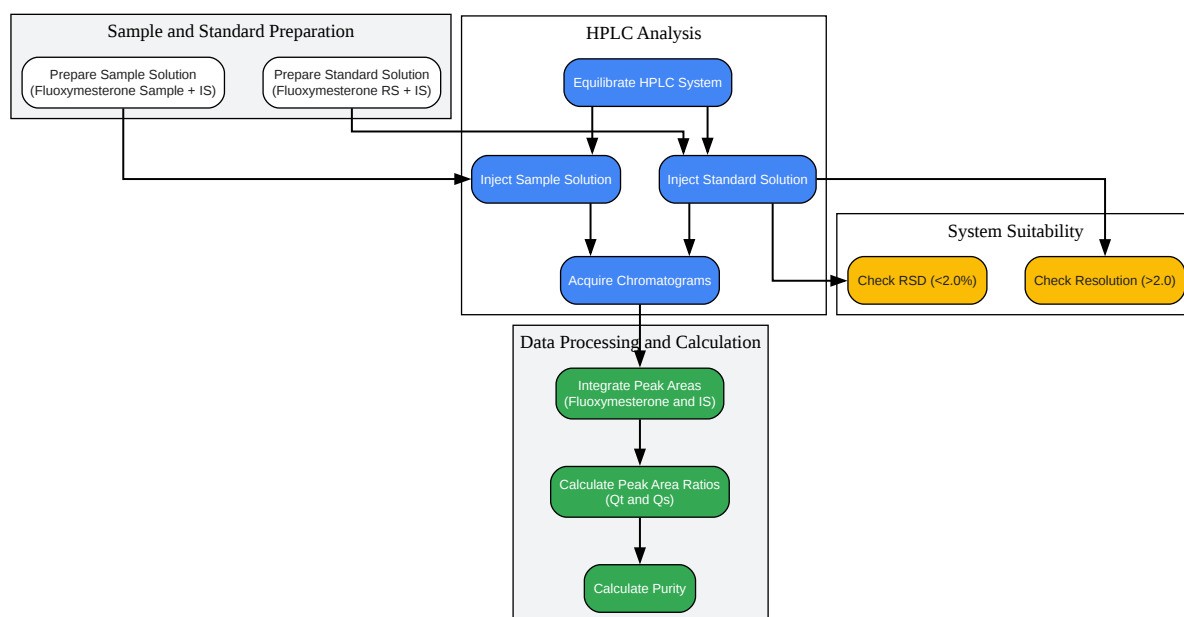 Sample and Standard Preparation
Prepare Sample Solution
(Fluoxymesterone Sample + IS)
Prepare Standard Solution
(Fluoxymesterone RS + IS)
HPLC Analysis
Equilibrate HPLC System
Inject Sample Solution
Inject Standard Solution
Acquire Chromatograms
System Suitability
Check RSD (<2.0%)
Check Resolution (>2.0)
Data Processing and Calculation
Integrate Peak Areas
(Fluoxymesterone and IS)
Calculate Peak Area Ratios
(Qt and Qs)
Calculate Purity